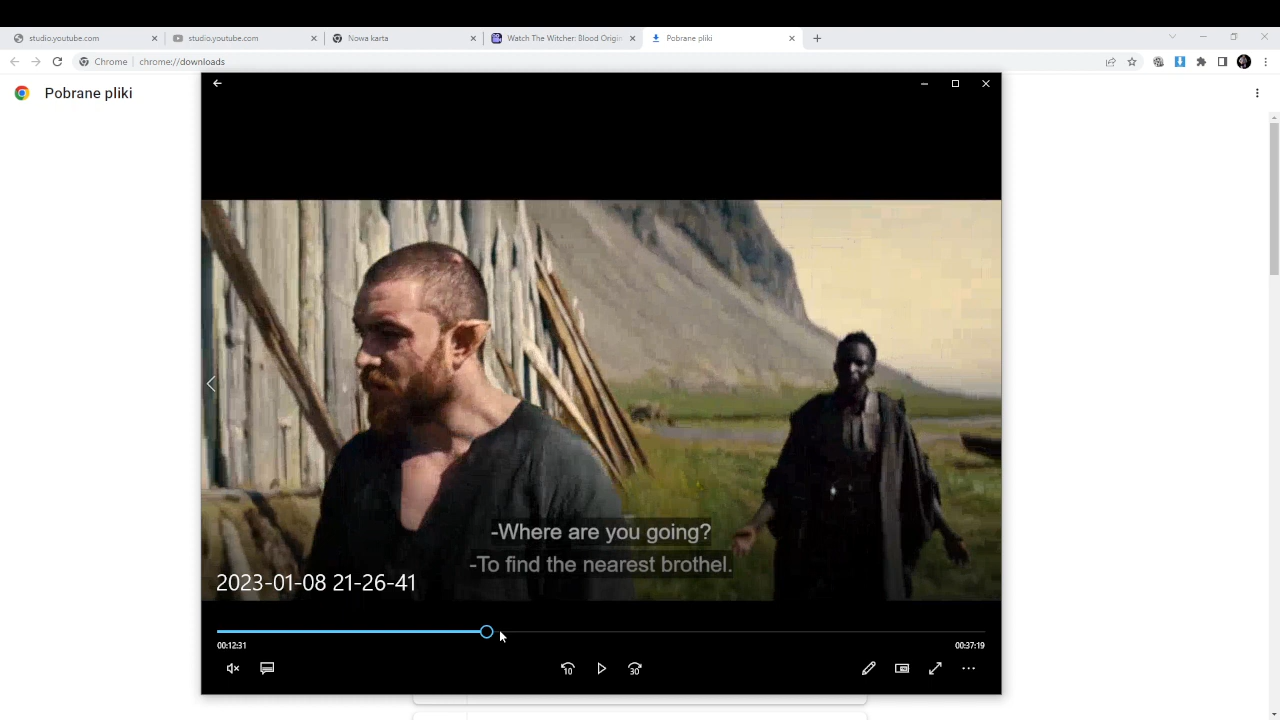 studio.youtube.com
studio.youtube.com
Nowa karta
Watch The Witcher: Blood Origin
Pobrane pliki
Chrome
chrome://downloads
Pobrane pliki
-Where are you going?
-To find the nearest brothel.
2023-01-08 21-26-41
00:12:31
00:37:19
10
30